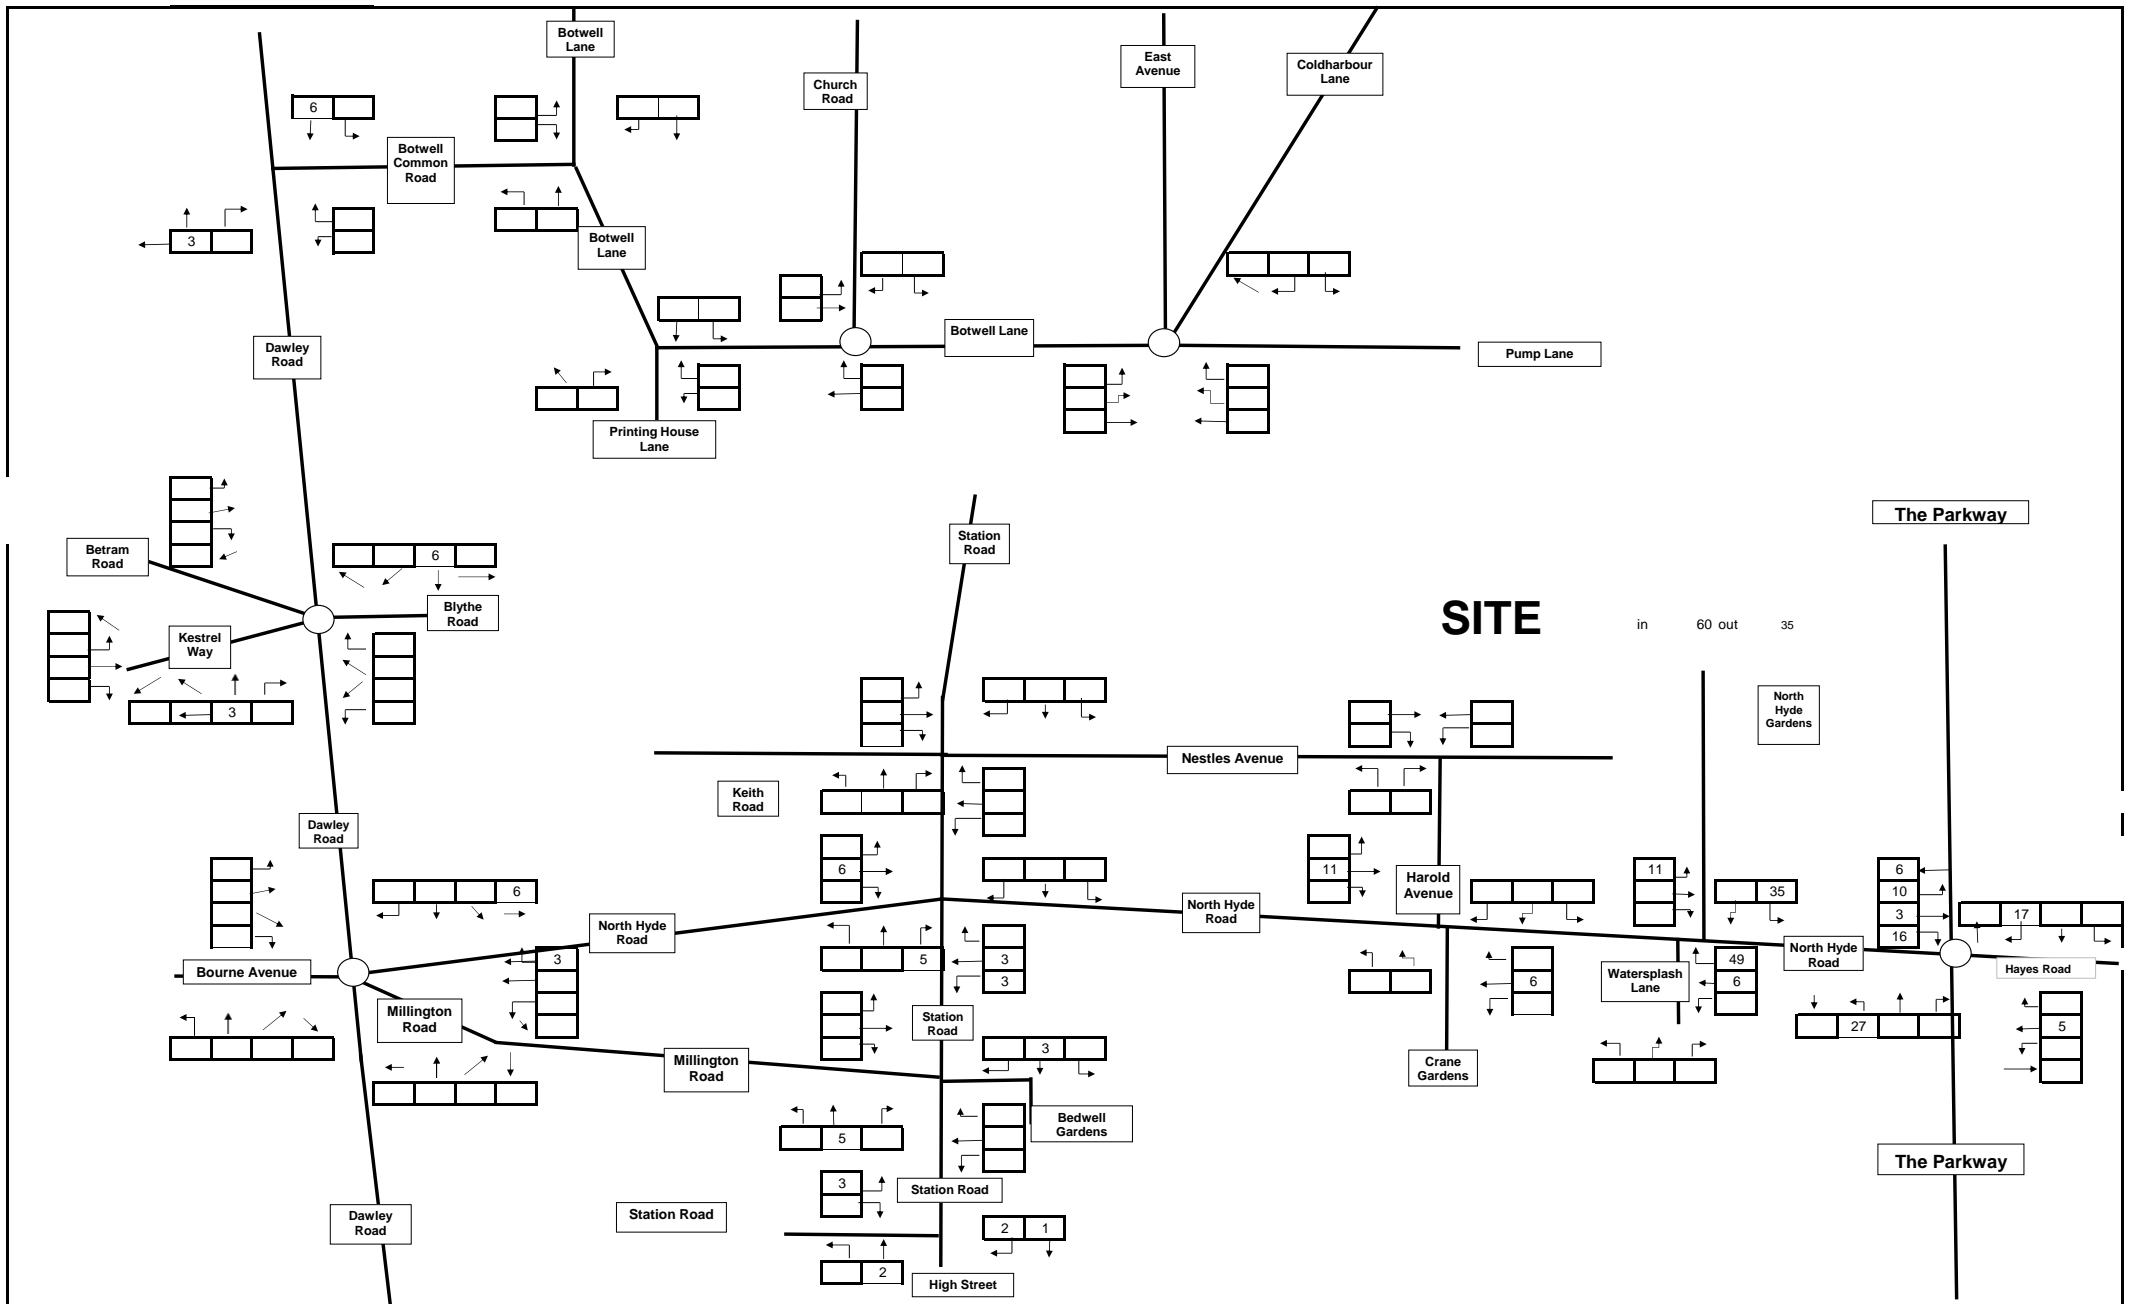 Botwell
Lane
East
Avenue
Coldharbour
Lane
Church
Road
6
Botwell
Common
Road
3
Botwell
Lane
Botwell Lane
Dawley
Road
Pump Lane
Printing House
Lane
The Parkway
Station
Road
Betram
Road
6
Blythe
Road
SITE
in 60 out 35
Kestrel
Way
3
North
Hyde
Gardens
Nestles Avenue
Keith
Road
Dawley
Road
6
11
11
6
6
Harold
Avenue
35
10
North Hyde
Road
3
17
North Hyde
Road
16
North Hyde
Road
3
5
3
49
Bourne Avenue
3
6
Watersplash
Lane
6
Hayes Road
Millington
Road
Station
Road
27
5
3
Millington
Road
Crane
Gardens
5
Bedwell
Gardens
The Parkway
3
Station Road
Station Road
Dawley
Road
2 1
2
High Street